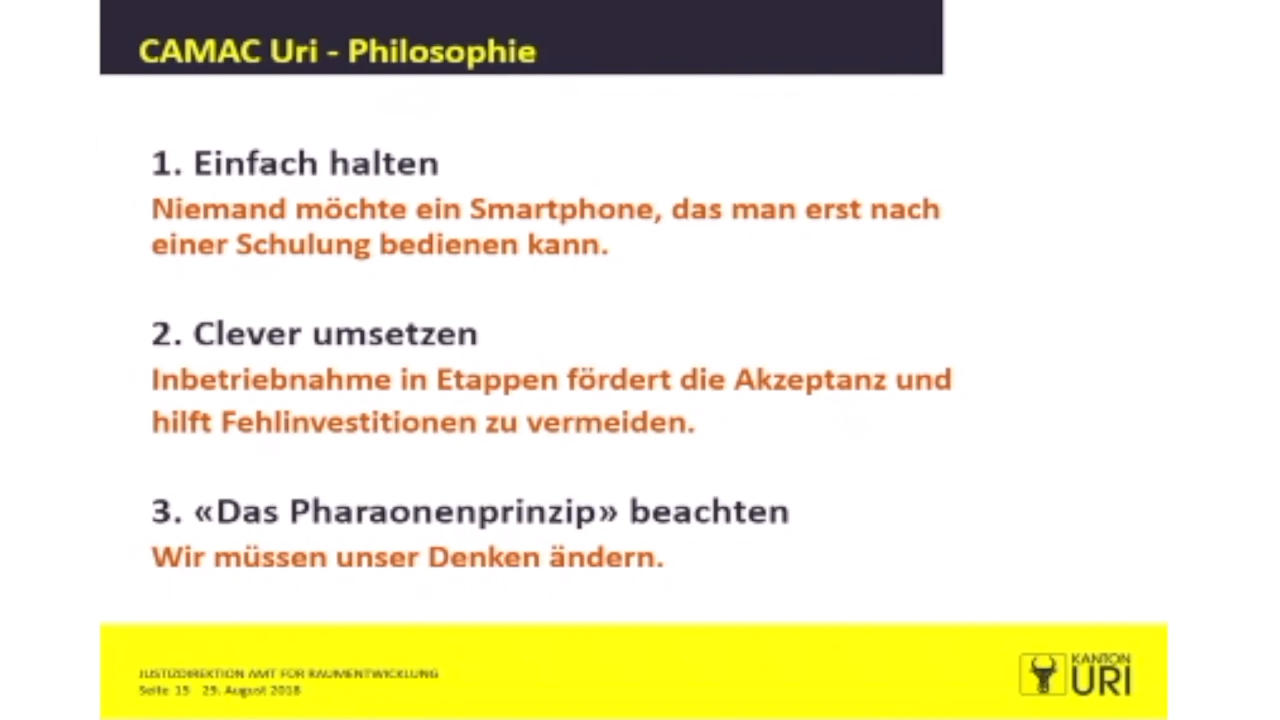 CAMAC Uri - Philosophie
1. Einfach halten
Niemand möchte ein Smartphone, das man erst nach
einer Schulung bedienen kann.
2. Clever umsetzen
Inbetriebnahme in Etappen fördert die Akzeptanz und
hilft Fehlinvestitionen zu vermeiden.
3. «Das Pharaonenprinzip» beachten
Wir müssen unser Denken ändern.
JUSTIZDIREKTION AMT FÜR RAUMENTWICKLUNG
Seite 15 29. August 2018
KANTON
URI